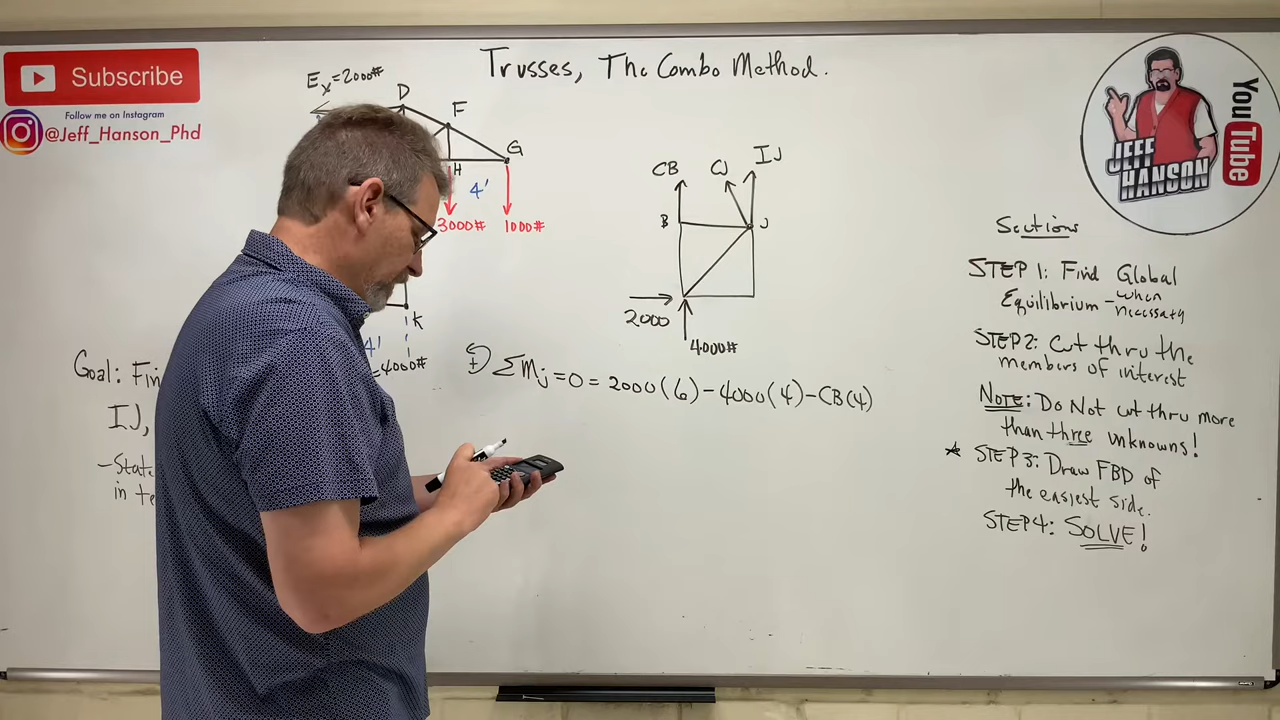 Trusses, The Combo Method.
Subscribe
Follow me on Instagram
@Jeff_Hanson_Phd
Ex=2000#
D
F
G
H
4'
3000#
1000#
K
4'
4000#
Goal: Fin
IJ,
-State
in te
CB
CJ
IJ
B
J
2000
4000#
+ ΣMj=0=2000(6)-4000(4)-CB(4)
Sections
STEP 1: Find Global
Equilibrium - when
necessary
STEP 2: Cut thru the
members of interest
NOTE: Do Not cut thru more
than three unknowns!
STEP 3: Draw FBD of
the easiest side.
STEP 4: SOLVE!
JEFF
HANSON
YouTube